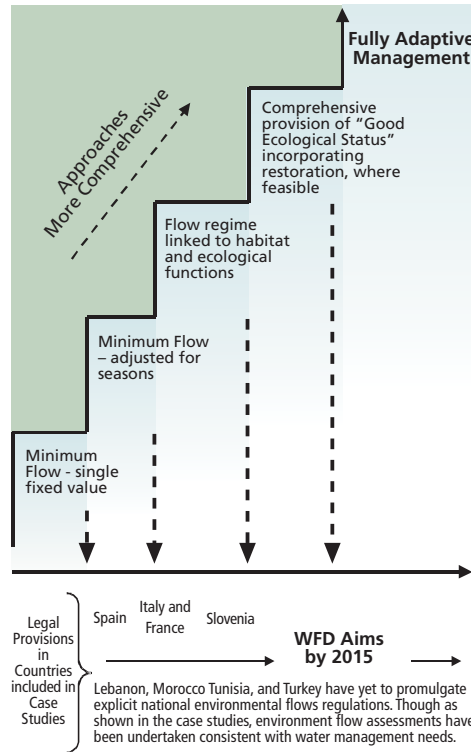 Fully Adaptive
Management
Approaches
More Comprehensive
Comprehensive
provision of “Good
Ecological Status”
incorporating
restoration, where
feasible
Flow regime
linked to habitat
and ecological
functions
Minimum Flow
– adjusted for
seasons
Minimum
Flow - single
fixed value
Legal
Provisions
in
Countries
included in
Case
Studies
Spain
Italy and
France
Slovenia
WFD Aims
by 2015
Lebanon, Morocco Tunisia, and Turkey have yet to promulgate
explicit national environmental flows regulations. Though as
shown in the case studies, environment flow assessments have
been undertaken consistent with water management needs.